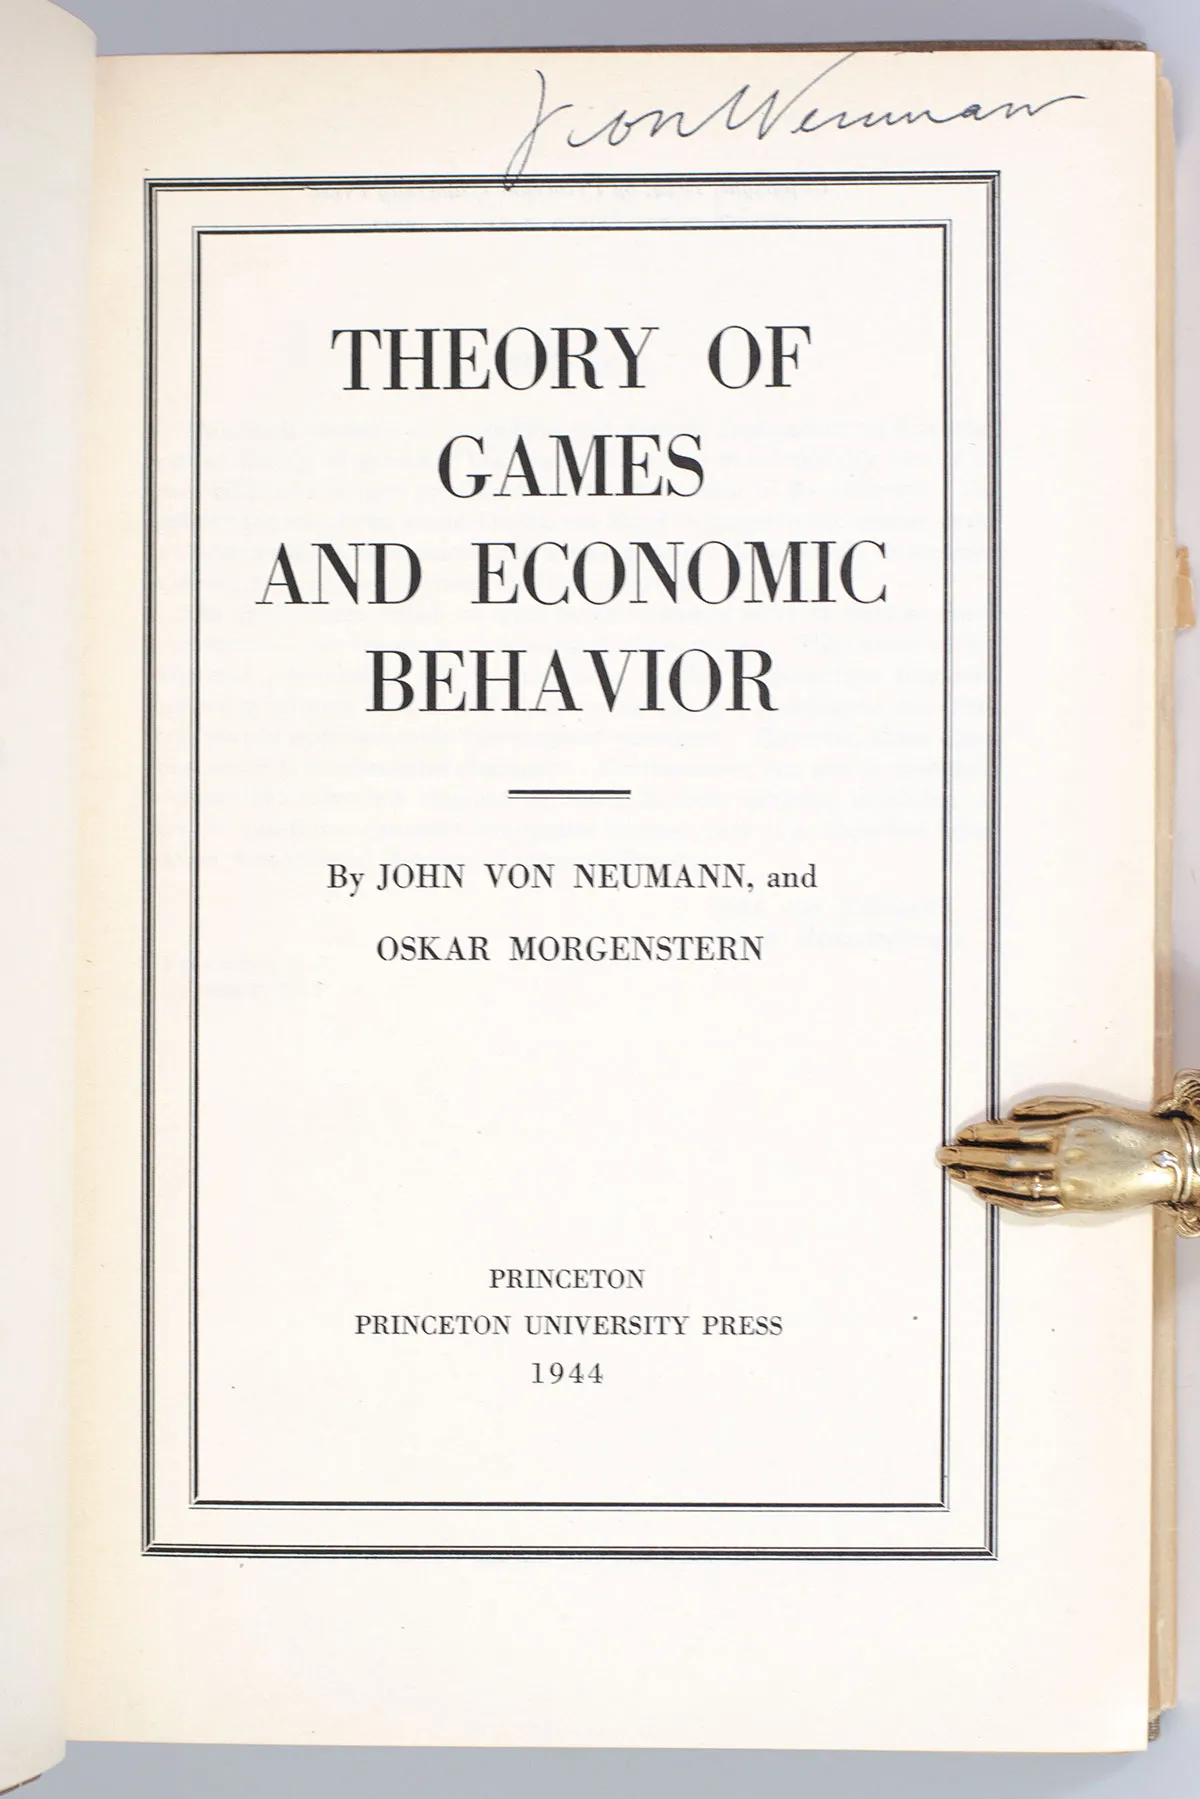 J von Neumann
THEORY OF
GAMES
AND ECONOMIC
BEHAVIOR
By JOHN VON NEUMANN, and
OSKAR MORGENSTERN
PRINCETON
PRINCETON UNIVERSITY PRESS
1944